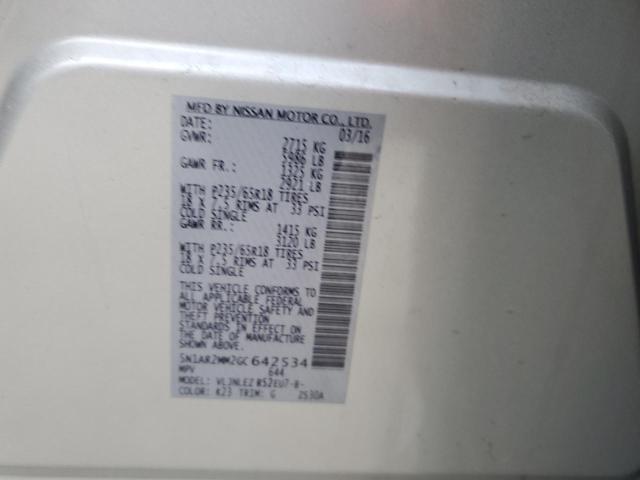 MFD BY NISSAN MOTOR CO., LTD.
DATE: 03/16
GVWR: 2715 KG
5986 LB
GAWR FR.: 1325 KG
2921 LB
WITH P235/65R18 TIRES
18 X 7.5 RIMS AT 33 PSI
COLD SINGLE
GAWR RR.: 1415 KG
3120 LB
WITH P235/65R18 TIRES
18 X 7.5 RIMS AT 33 PSI
COLD SINGLE
THIS VEHICLE CONFORMS TO
ALL APPLICABLE FEDERAL
MOTOR VEHICLE SAFETY AND
THEFT PREVENTION
STANDARDS IN EFFECT ON
THE DATE OF MANUFACTURE
SHOWN ABOVE.
5N1AR2MM2GC642534
MPV 644
MODEL: VLJNLEZ R52EU7-B-
COLOR: K23 TRIM: G 2S30A